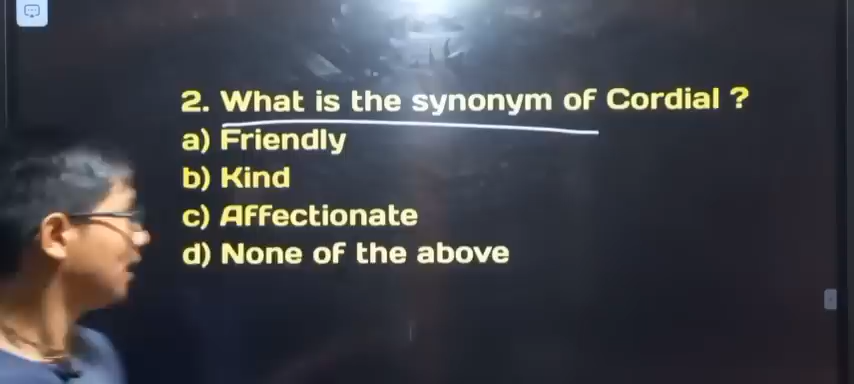 2. What is the synonym of Cordial ?
a) Friendly
b) Kind
c) Affectionate
d) None of the above